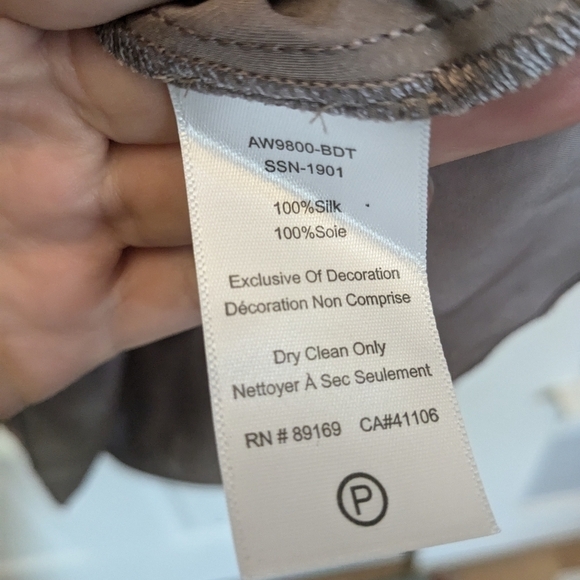 AW9800-BDT
SSN-1901
100%Silk
100%Soie
Exclusive Of Decoration
Décoration Non Comprise
Dry Clean Only
Nettoyer À Sec Seulement
RN # 89169 CA#41106
P